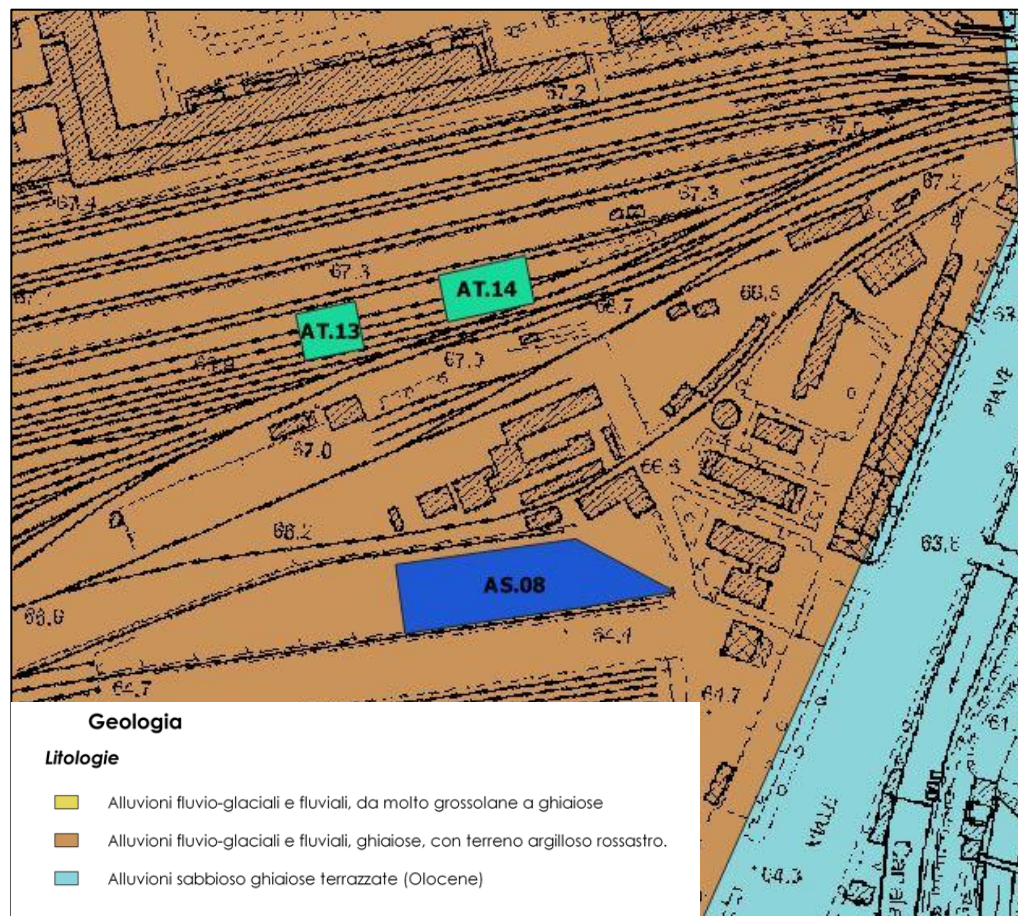 67.2
67.4
67.3
67.2
67.3
AT.14
AT.13
66.5
67.0
66.6
66.2
AS.08
63.6
64.4
64.7
61.7
PIAVE
64.3
Canale
Geologia
Litologie
Alluvioni fluvio-glaciali e fluviali, da molto grossolane a ghiaiose
Alluvioni fluvio-glaciali e fluviali, ghiaiose, con terreno argilloso rossastro.
Alluvioni sabbioso ghiaiose terrazzate (Olocene)